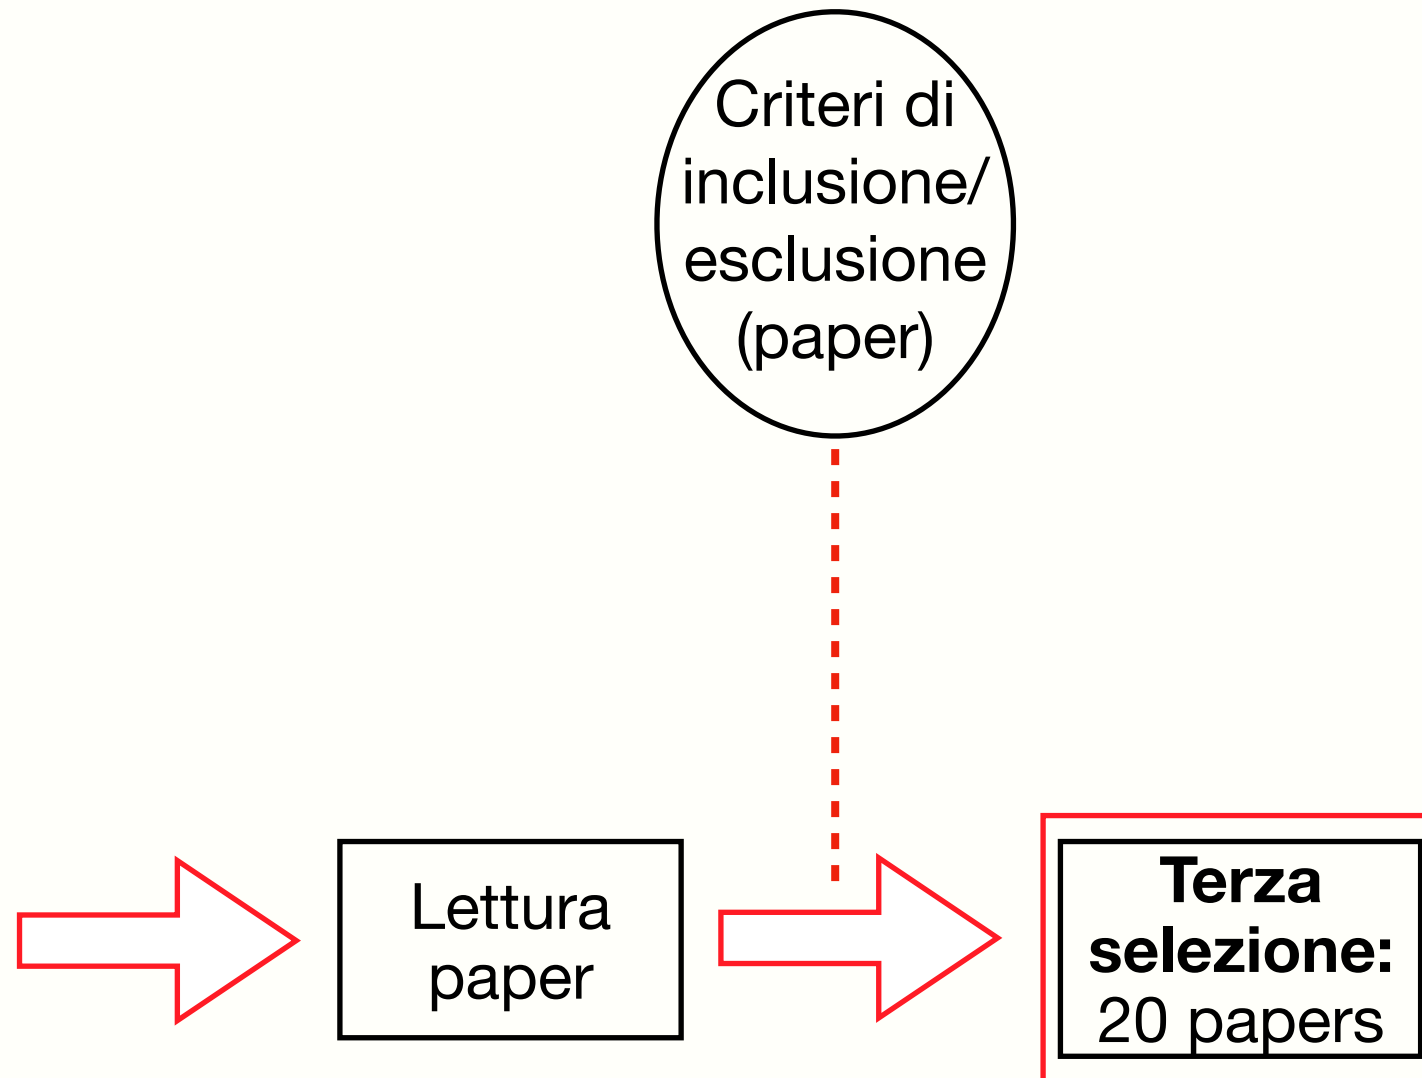 Criteri di
inclusione/
esclusione
(paper)
Lettura
paper
Terza
selezione:
20 papers